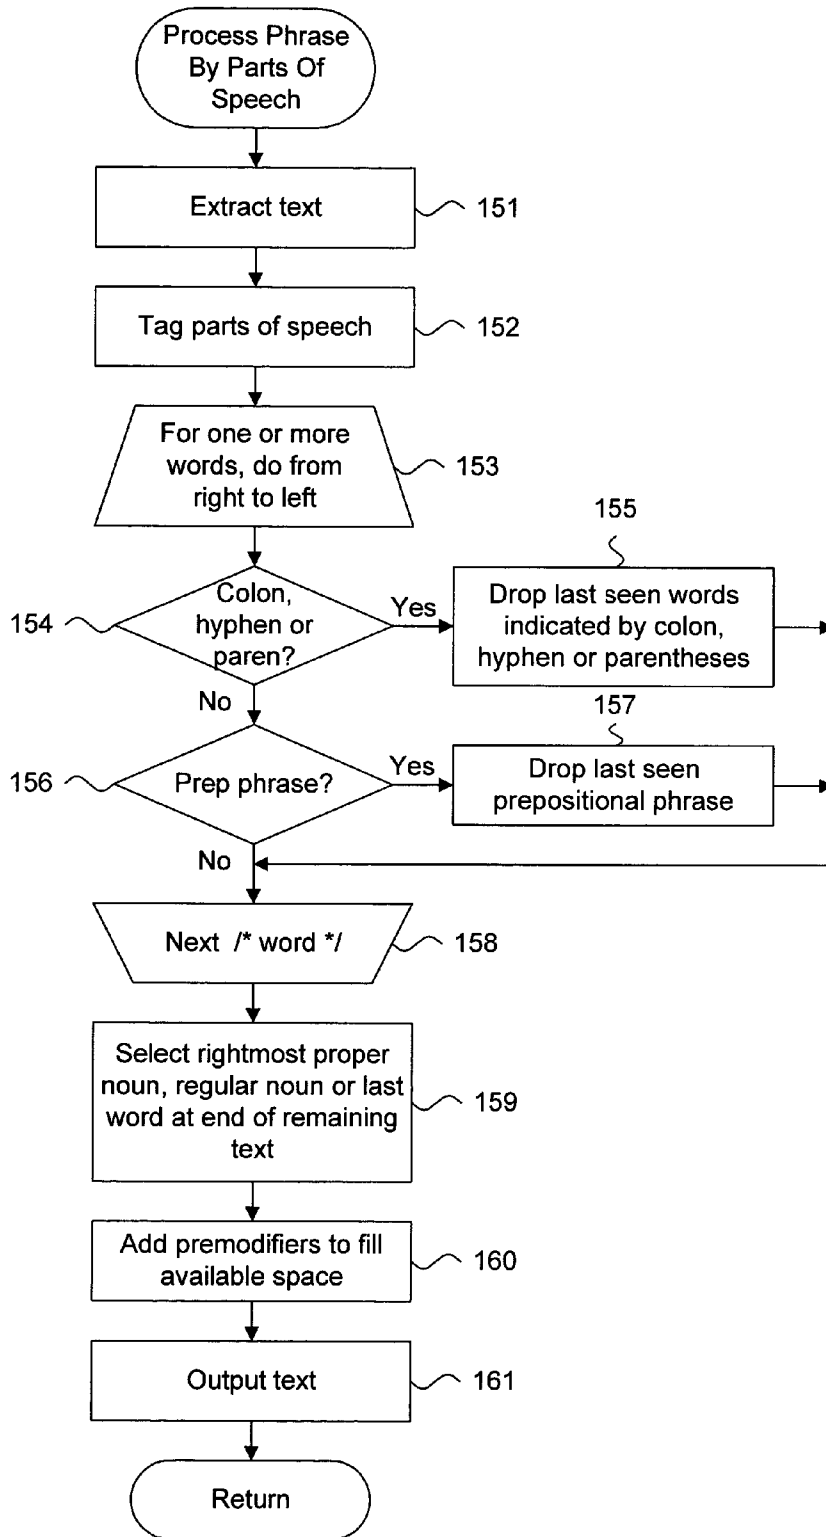 Process Phrase
By Parts Of
Speech
Extract text
151
Tag parts of speech
152
For one or more
words, do from
right to left
153
155
154
Colon,
hyphen or
paren?
Yes
Drop last seen words
indicated by colon,
hyphen or parentheses
No
157
156
Prep phrase?
Yes
Drop last seen
prepositional phrase
No
Next /* word */
158
Select rightmost proper
noun, regular noun or last
word at end of remaining
text
159
Add premodifiers to fill
available space
160
Output text
161
Return